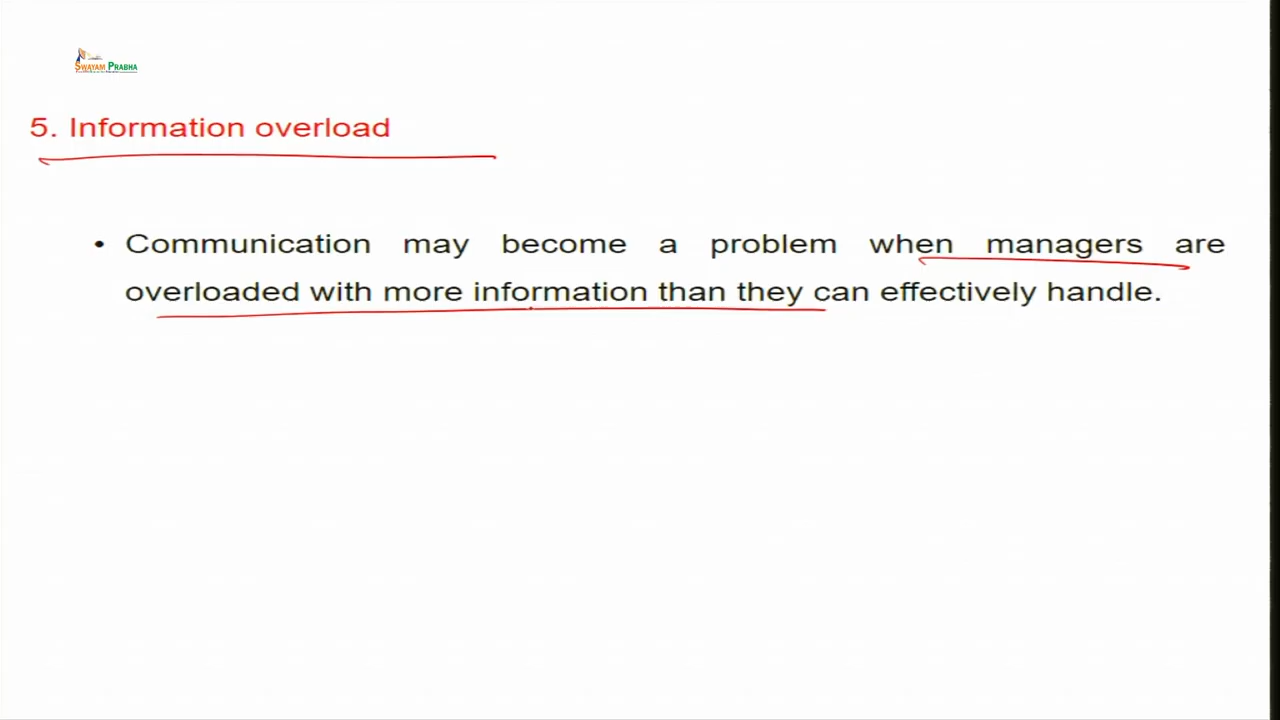 SWAYAM PRABHA
5. Information overload
• Communication may become a problem when managers are
overloaded with more information than they can effectively handle.